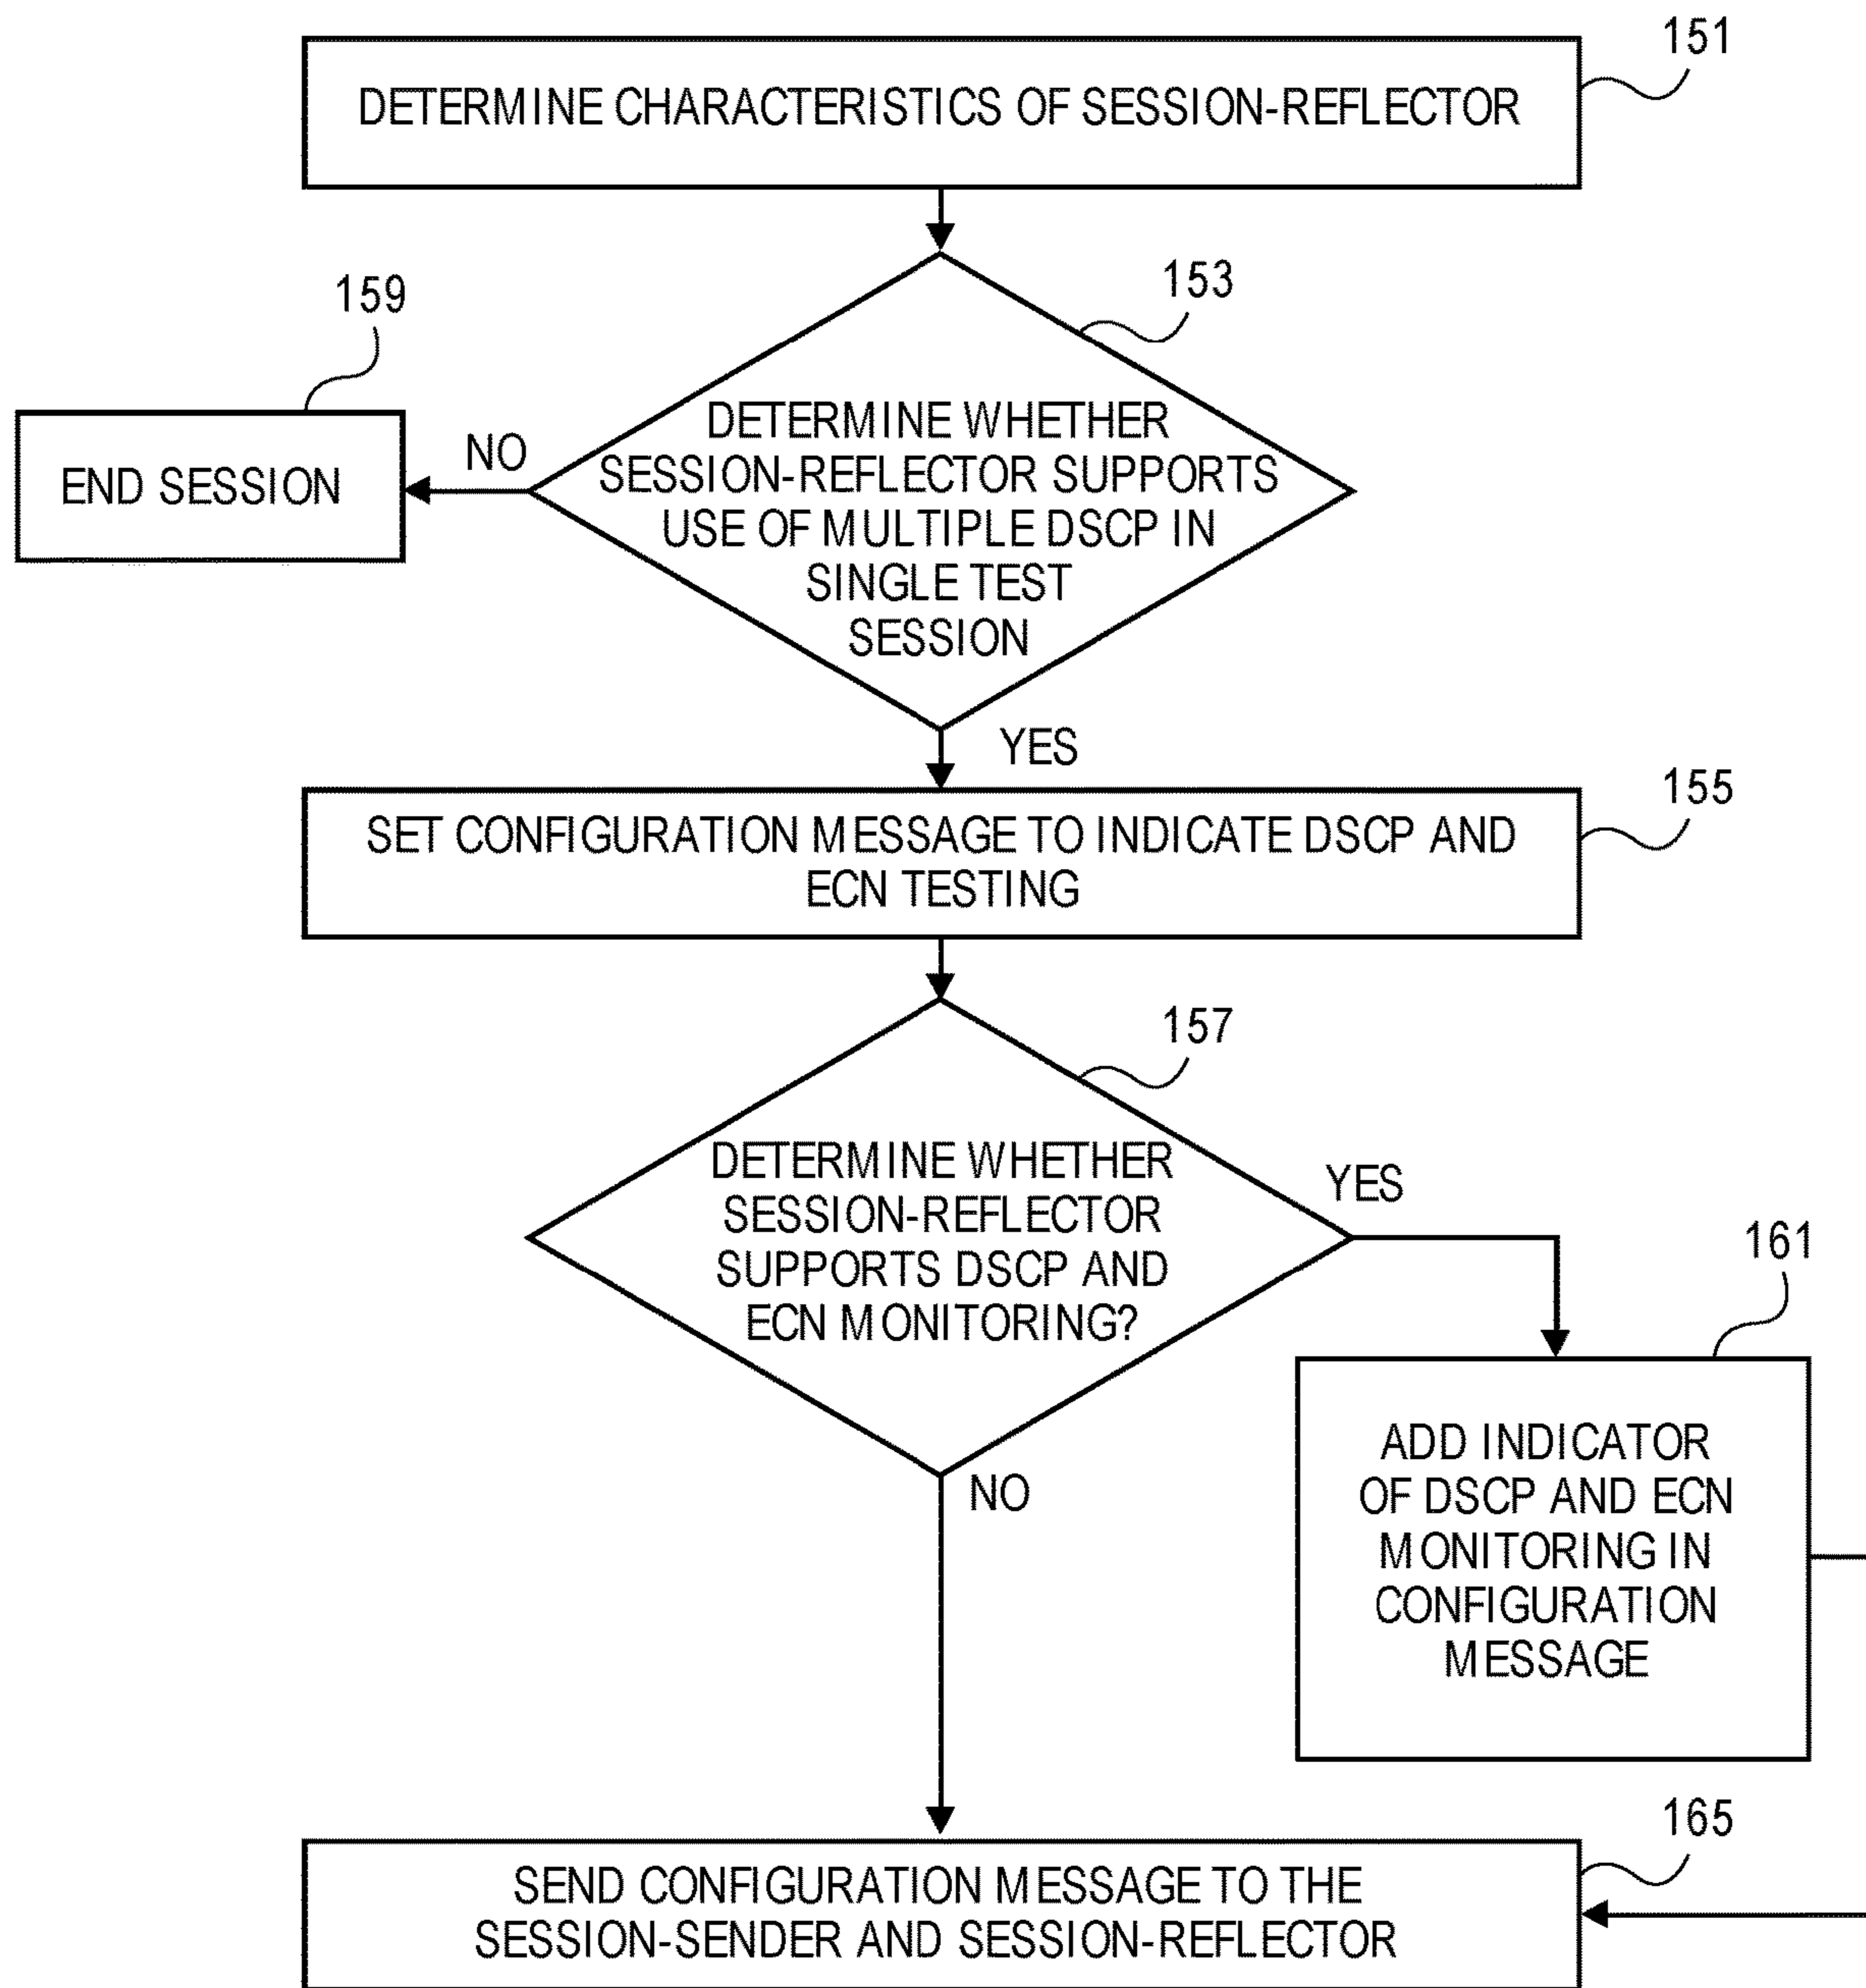 151
DETERMINE CHARACTERISTICS OF SESSION-REFLECTOR
153
159
DETERMINE WHETHER
SESSION-REFLECTOR SUPPORTS
USE OF MULTIPLE DSCP IN
SINGLE TEST
SESSION
NO
END SESSION
YES
155
SET CONFIGURATION MESSAGE TO INDICATE DSCP AND
ECN TESTING
157
DETERMINE WHETHER
SESSION-REFLECTOR
SUPPORTS DSCP AND
ECN MONITORING?
YES
161
ADD INDICATOR
OF DSCP AND ECN
MONITORING IN
CONFIGURATION
MESSAGE
NO
165
SEND CONFIGURATION MESSAGE TO THE
SESSION-SENDER AND SESSION-REFLECTOR